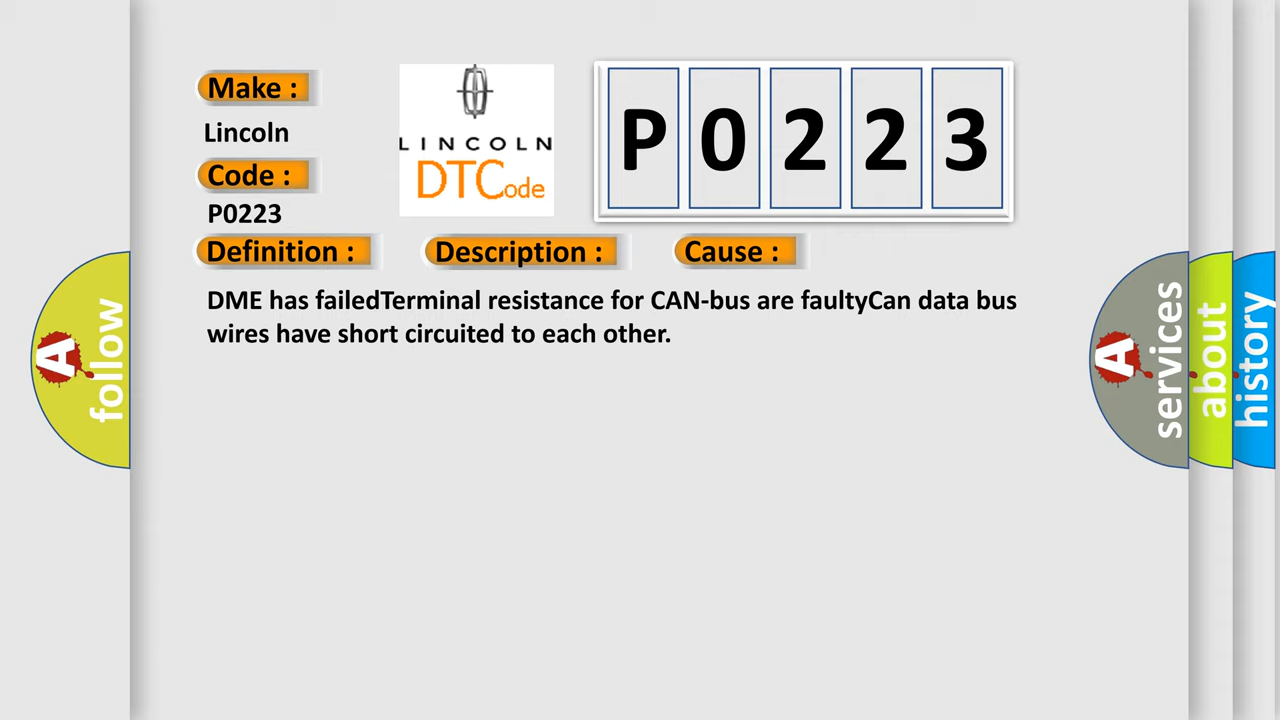 Make :
Lincoln
Code :
P0223
LINCOLN
DTCode
P0223
Definition :
Description :
Cause :
DME has failedTerminal resistance for CAN-bus are faultyCan data bus
wires have short circuited to each other.
A
follow
A
services
about
history